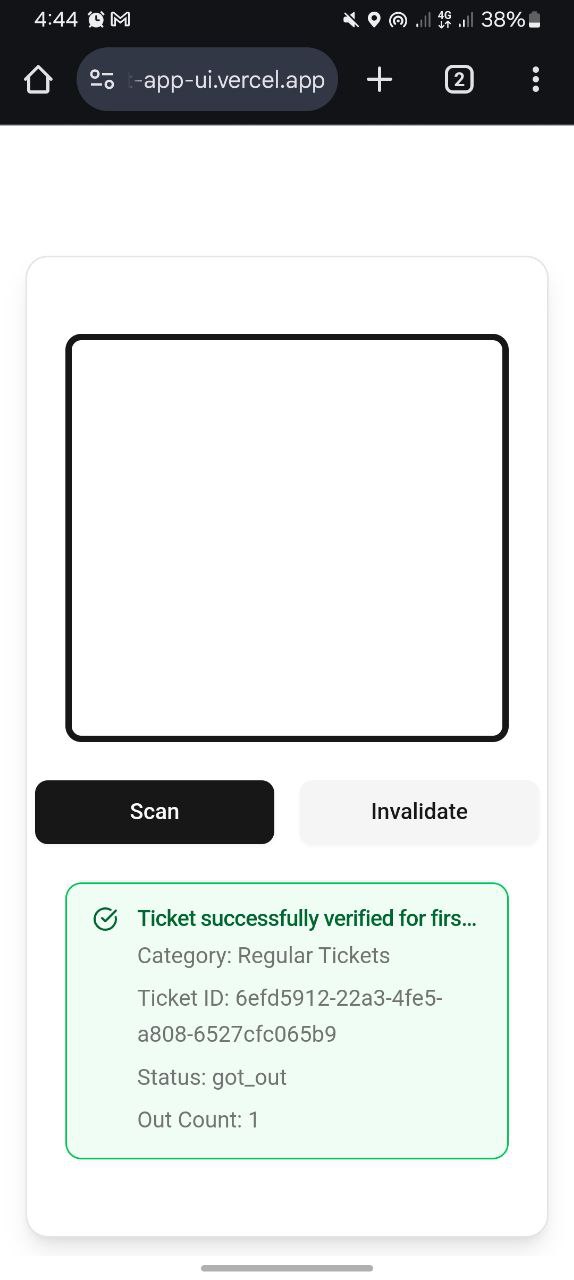 4:44
4G
38%
-app-ui.vercel.app
2
Scan
Invalidate
Ticket successfully verified for firs...
Category: Regular Tickets
Ticket ID: 6efd5912-22a3-4fe5-
a808-6527cfc065b9
Status: got_out
Out Count: 1